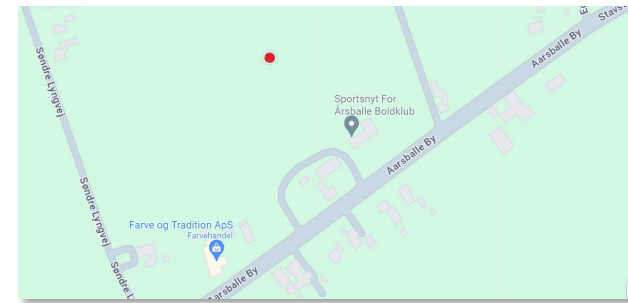 Søndre Lyngvej
Stavs
Aarsballe By
Sportsnyt For
Årsballe Boldklub
Aarsballe By
Søndre Lyngvej
Farve og Tradition ApS
Farvehandel
Søndre L
arsballe By